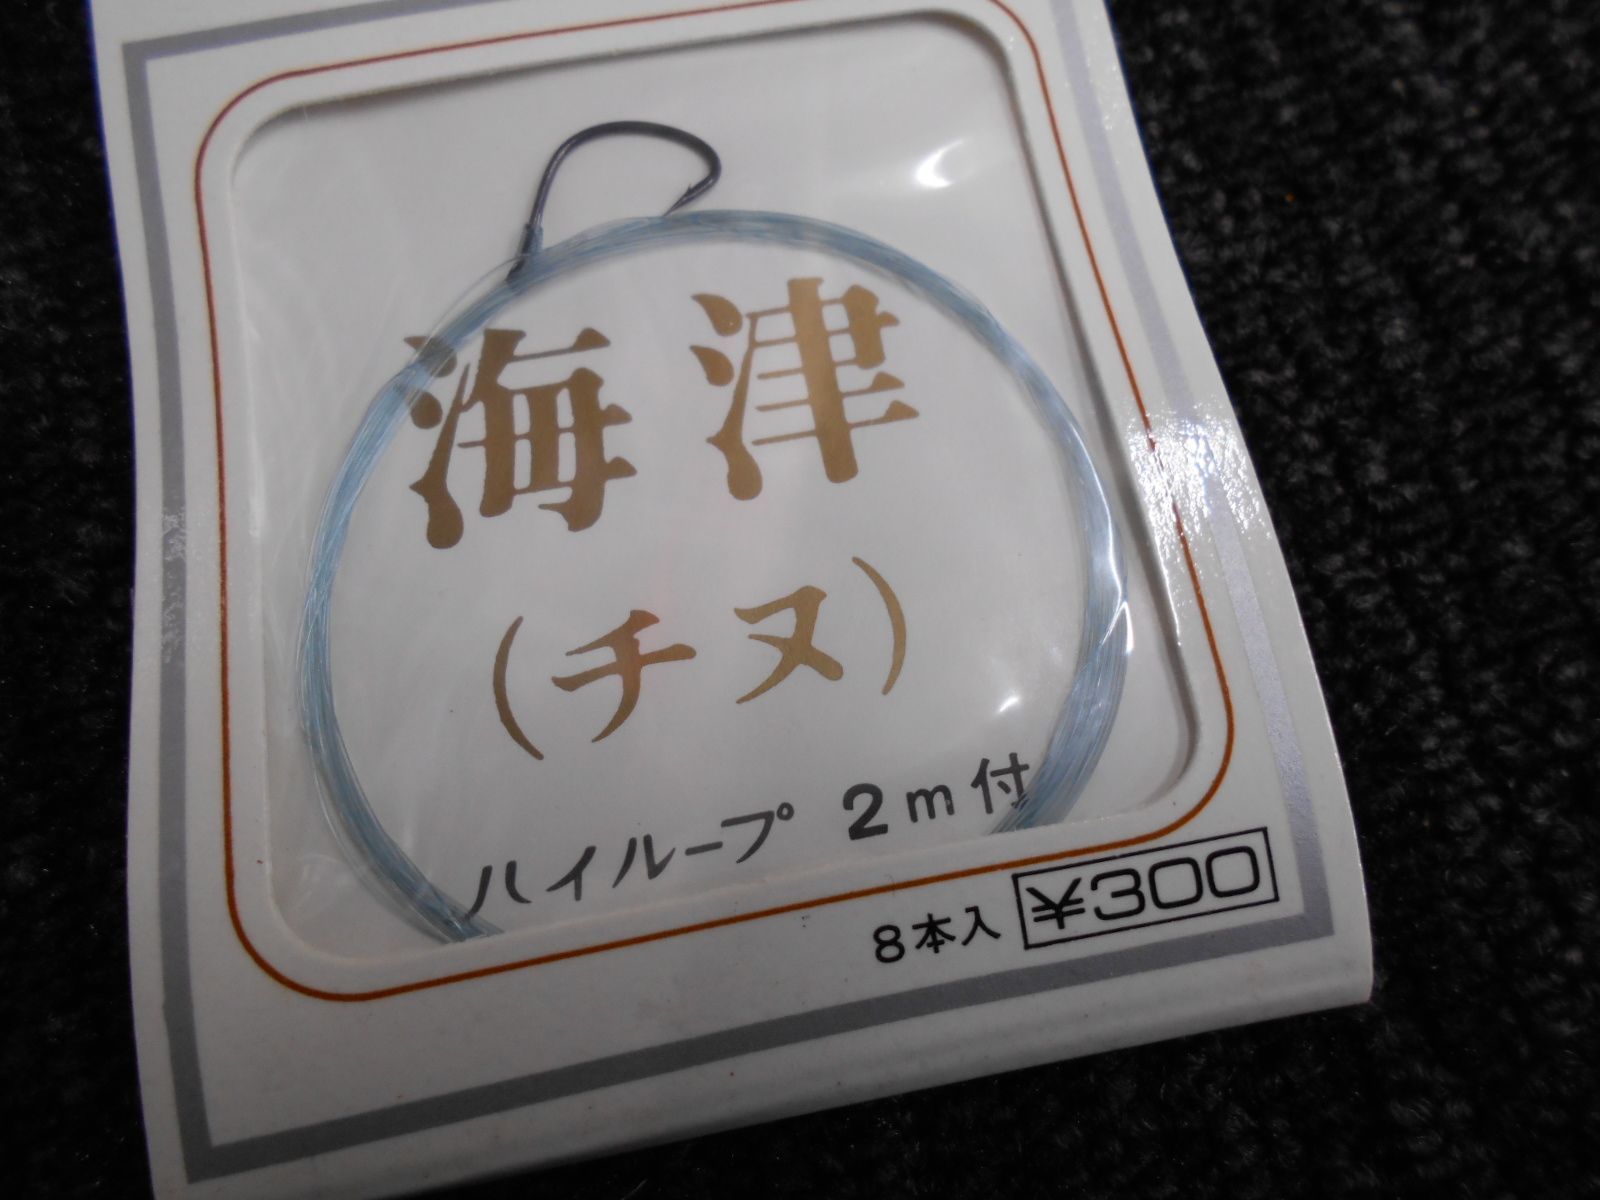 海津
(チヌ)
ハイループ 2m付
8本入 ¥300